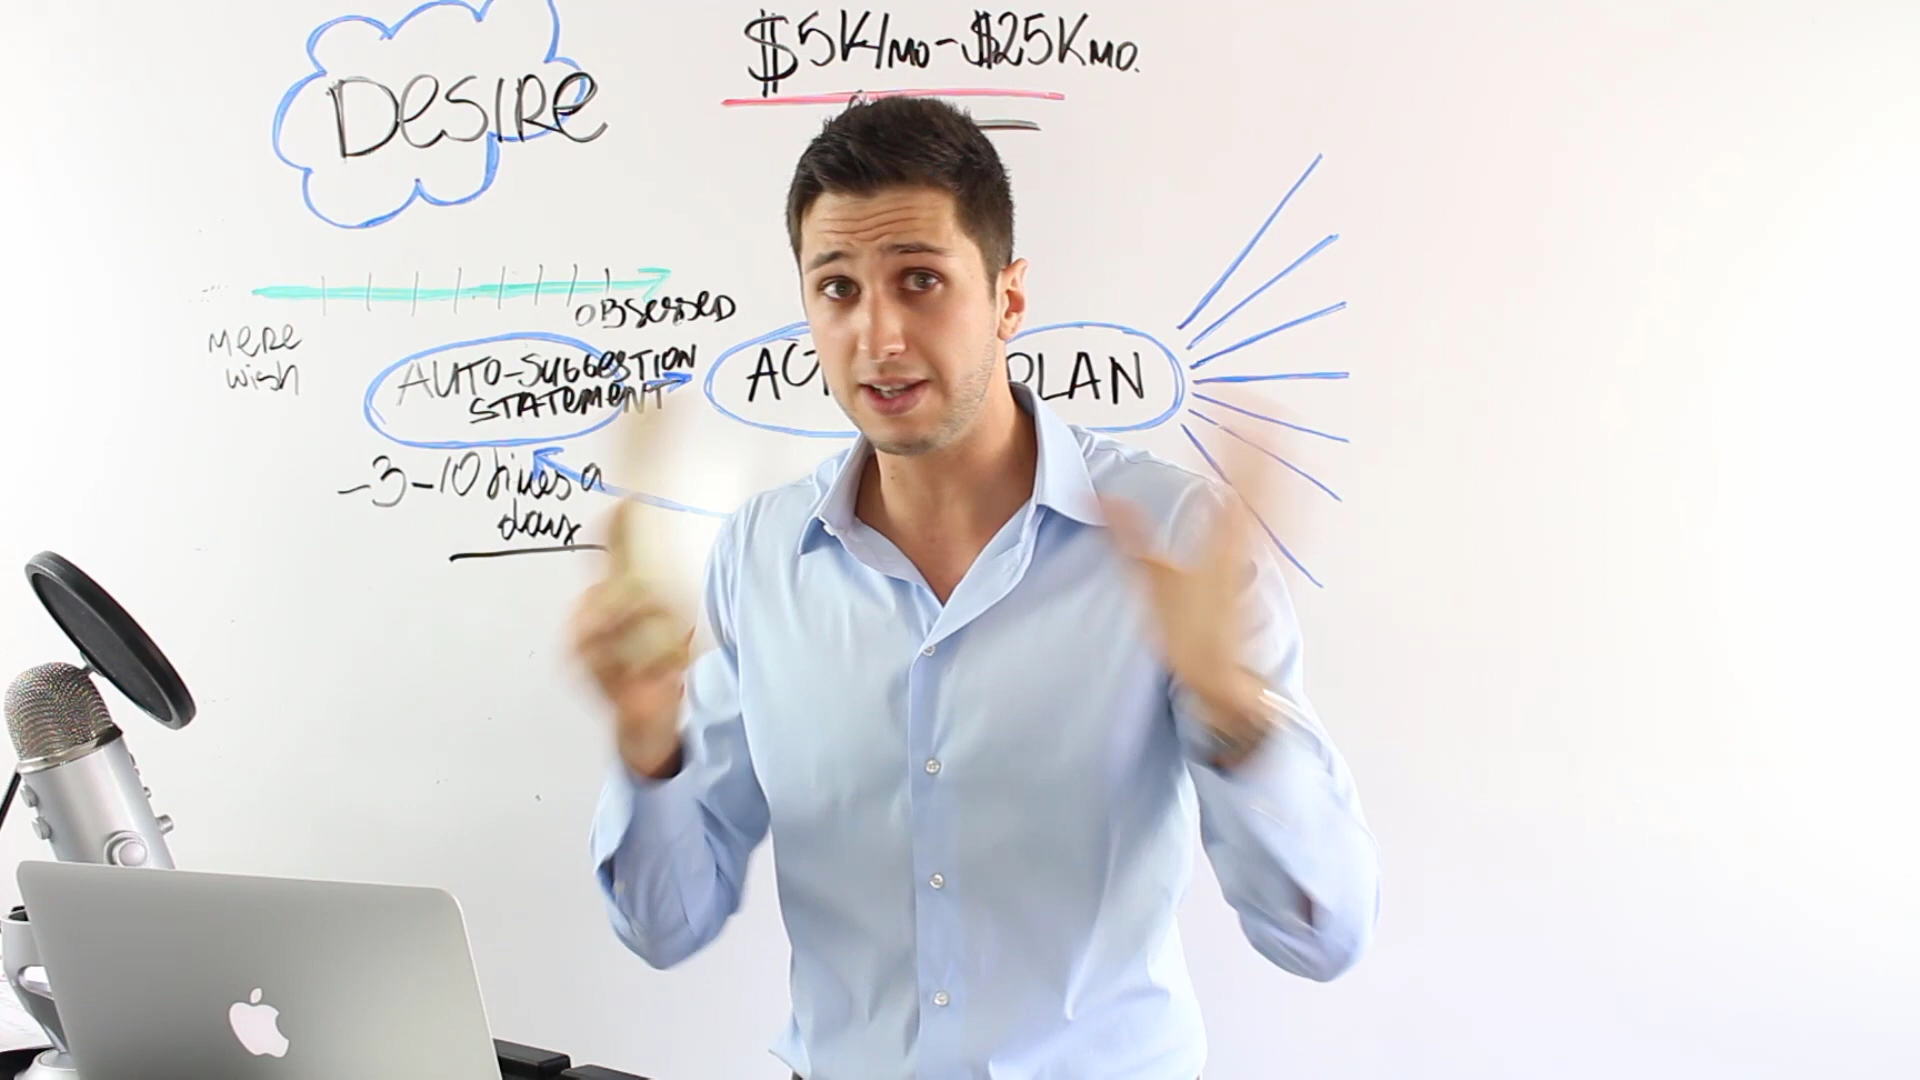 Desire
$5K/mo-$25K mo.
obsessed
mere
wish
Auto-suggestion
statement
Plan
-3-10 times a
day